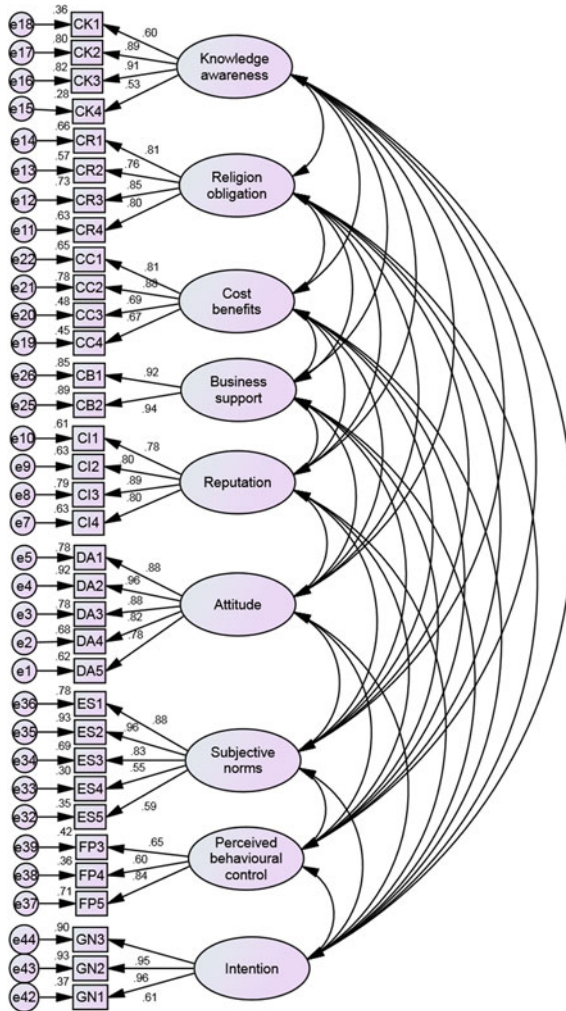 e18 .36 CK1 .60
e17 .80 CK2 .89
e16 .82 CK3 .91
e15 .28 CK4 .53
Knowledge
awareness
e14 .66 CR1 .81
e13 .57 CR2 .76
e12 .73 CR3 .85
e11 .63 CR4 .80
Religion
obligation
e22 .65 CC1 .81
e21 .78 CC2 .88
e20 .48 CC3 .69
e19 .45 CC4 .67
Cost
benefits
e26 .85 CB1 .92
e25 .89 CB2 .94
Business
support
e10 .61 CI1 .78
e9 .63 CI2 .80
e8 .79 CI3 .89
e7 .63 CI4 .80
Reputation
e5 .78 DA1 .88
e4 .92 DA2 .96
e3 .78 DA3 .88
e2 .68 DA4 .82
e1 .62 DA5 .78
Attitude
e36 .78 ES1 .88
e35 .93 ES2 .96
e34 .69 ES3 .83
e33 .30 ES4 .55
e32 .35 ES5 .59
Subjective
norms
e39 .42 FP3 .65
e38 .36 FP4 .60
e37 .71 FP5 .84
Perceived
behavioural
control
e44 .90 GN3 .95
e43 .93 GN2 .96
e42 .37 GN1 .61
Intention